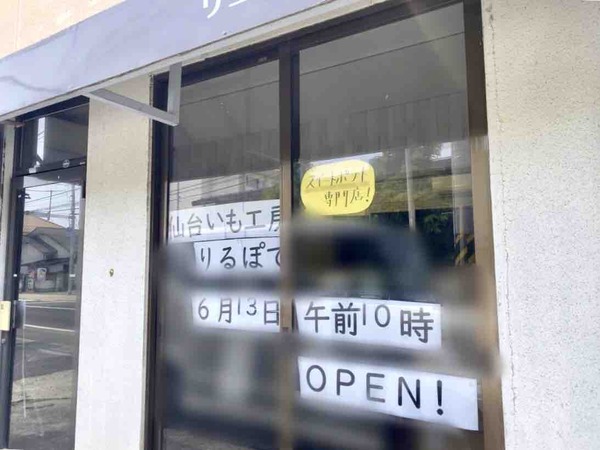 スイートポテト
専門店!
仙台いも工房
りるぽて
6月13日 午前10時
OPEN!